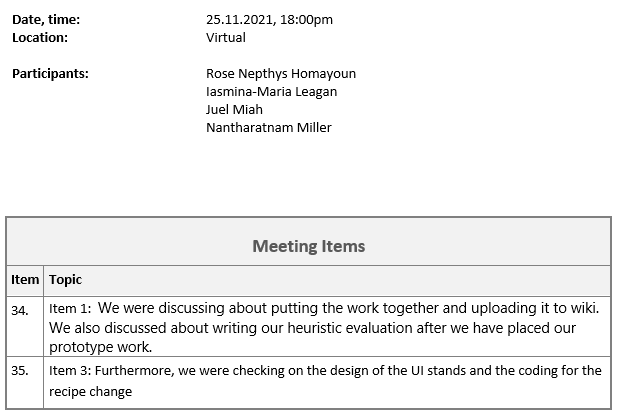 Date, time: 25.11.2021, 18:00pm
Location: Virtual
Participants: Rose Nepthys Homayoun
Iasmina-Maria Leagan
Juel Miah
Nantharatnam Miller
Meeting Items
Item Topic
34. Item 1: We were discussing about putting the work together and uploading it to wiki.
We also discussed about writing our heuristic evaluation after we have placed our
prototype work.
35. Item 3: Furthermore, we were checking on the design of the UI stands and the coding for the
recipe change